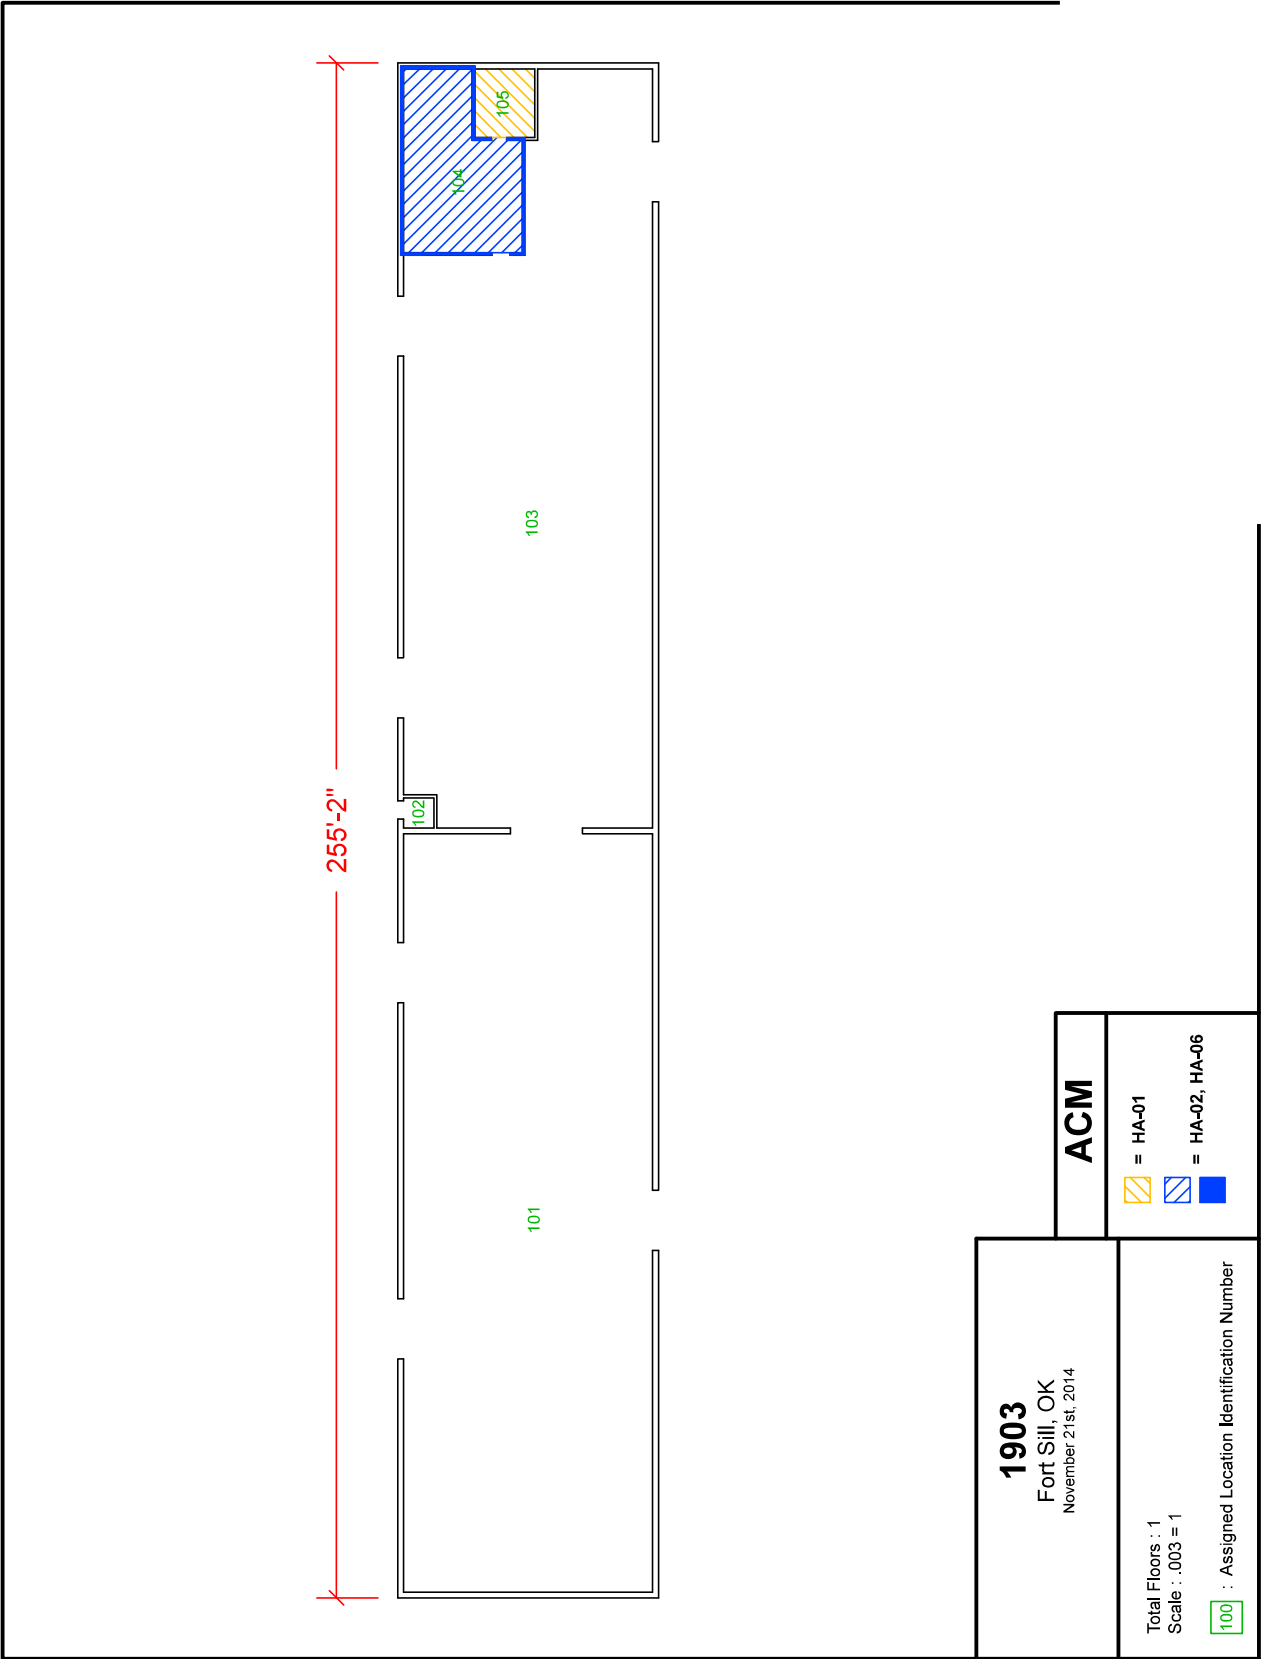 255'-2"
101
102
103
104
105
ACM
= HA-01
= HA-02, HA-06
1903
Fort Sill, OK
November 21st, 2014
Total Floors : 1
Scale : .003 = 1
100 : Assigned Location Identification Number